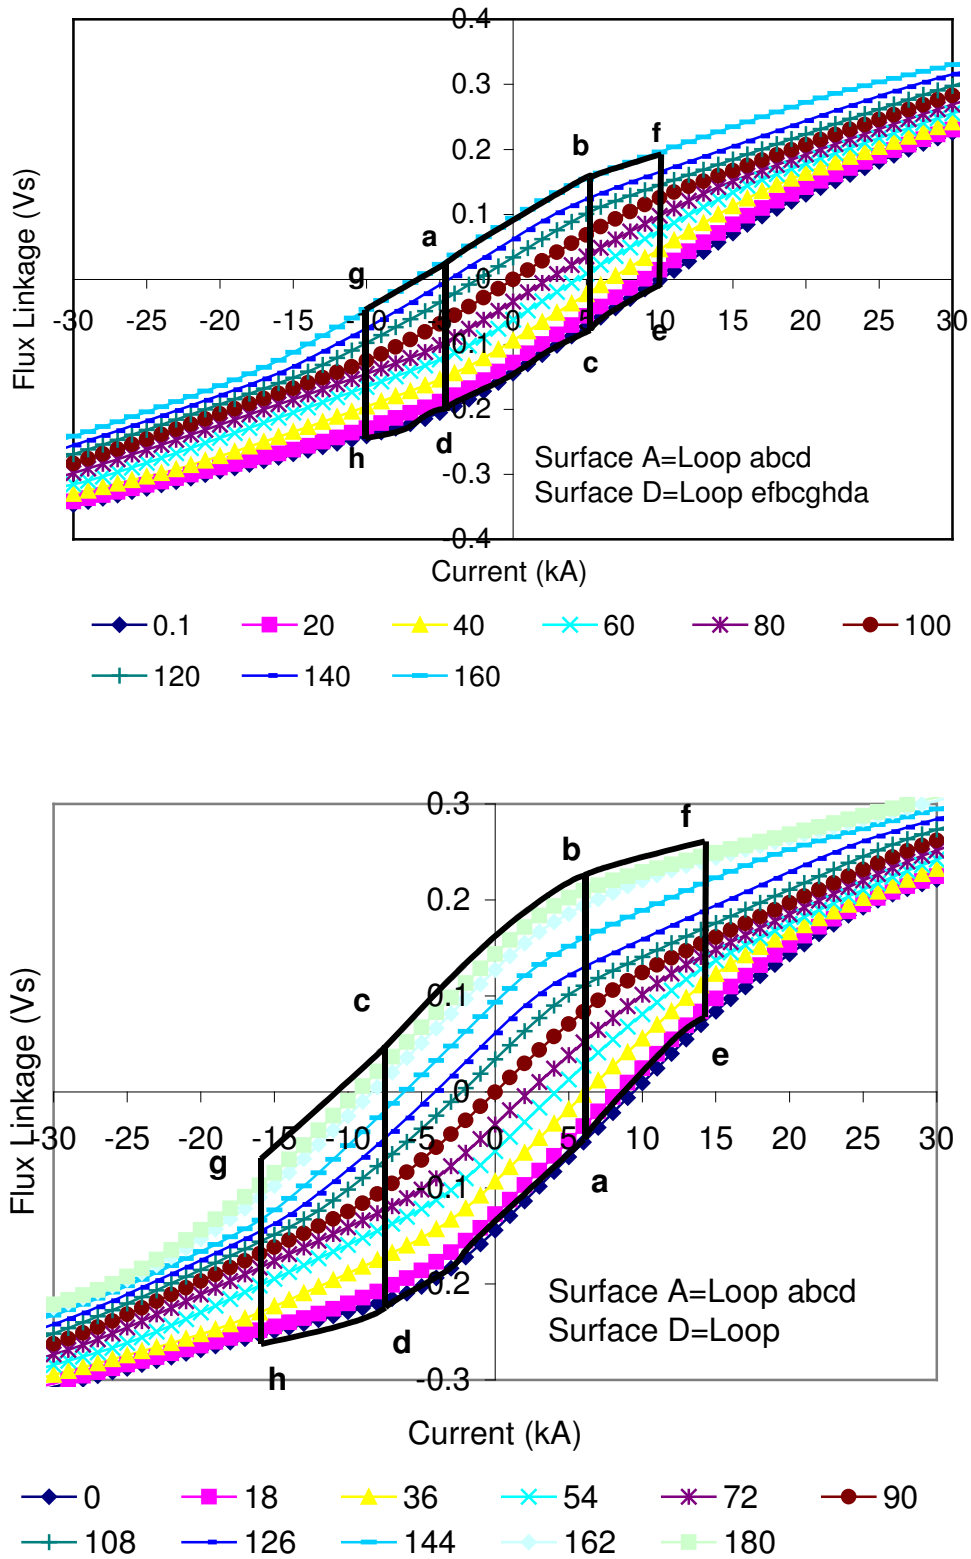 0.4
0.3
0.2
b
f
0.1
a
g
0
-30 -25 -20 -15 -10 -5 0 5 10 15 20 25 30
e
-0.1
c
-0.2
h
d
-0.3
Surface A=Loop abcd
Surface D=Loop efbcghda
-0.4
Flux Linkage (Vs)
Current (kA)
0.1 20 40 60 80 100
120 140 160
0.3
f
b
0.2
c
0.1
0
-30 -25 -20 -15 -10 -5 0 5 10 15 20 25 30
e
g
-0.1
a
-0.2
Surface A=Loop abcd
Surface D=Loop
d
h
-0.3
Flux Linkage (Vs)
Current (kA)
0 18 36 54 72 90
108 126 144 162 180